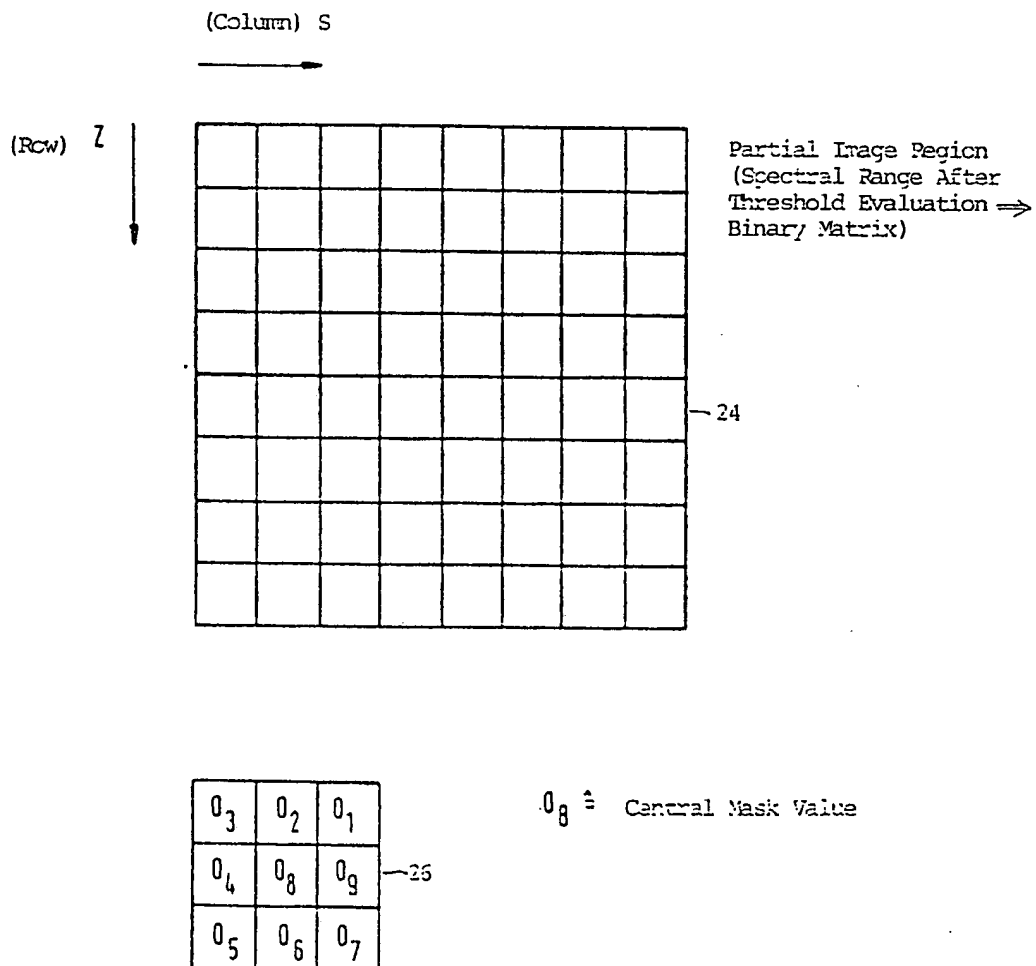 (Column) S
(Row) Z
Partial Image Region
(Spectral Range After
Threshold Evaluation ⇒
Binary Matrix)
24
0₃ 0₂ 0₁
0₄ 0₈ 0₉
0₅ 0₆ 0₇
26
0₈ ≙ Central Mask Value